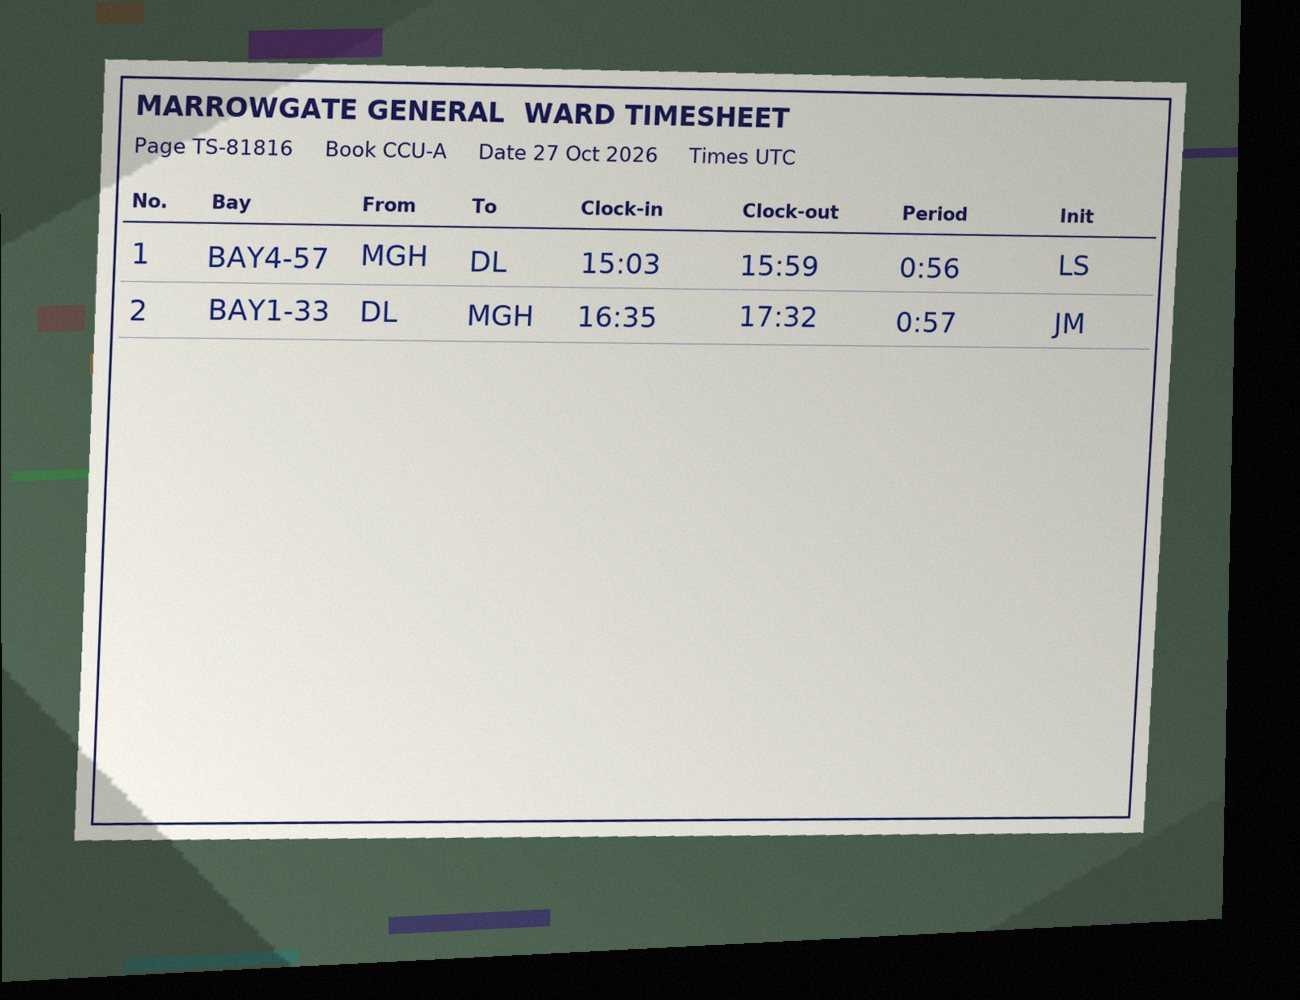 MARROWGATE GENERAL WARD TIMESHEET
Page TS-81816 Book CCU-A Date 27 Oct 2026 Times UTC
No. Bay From To Clock-in Clock-out Period Init
1 BAY4-57 MGH DL 15:03 15:59 0:56 LS
2 BAY1-33 DL MGH 16:35 17:32 0:57 JM